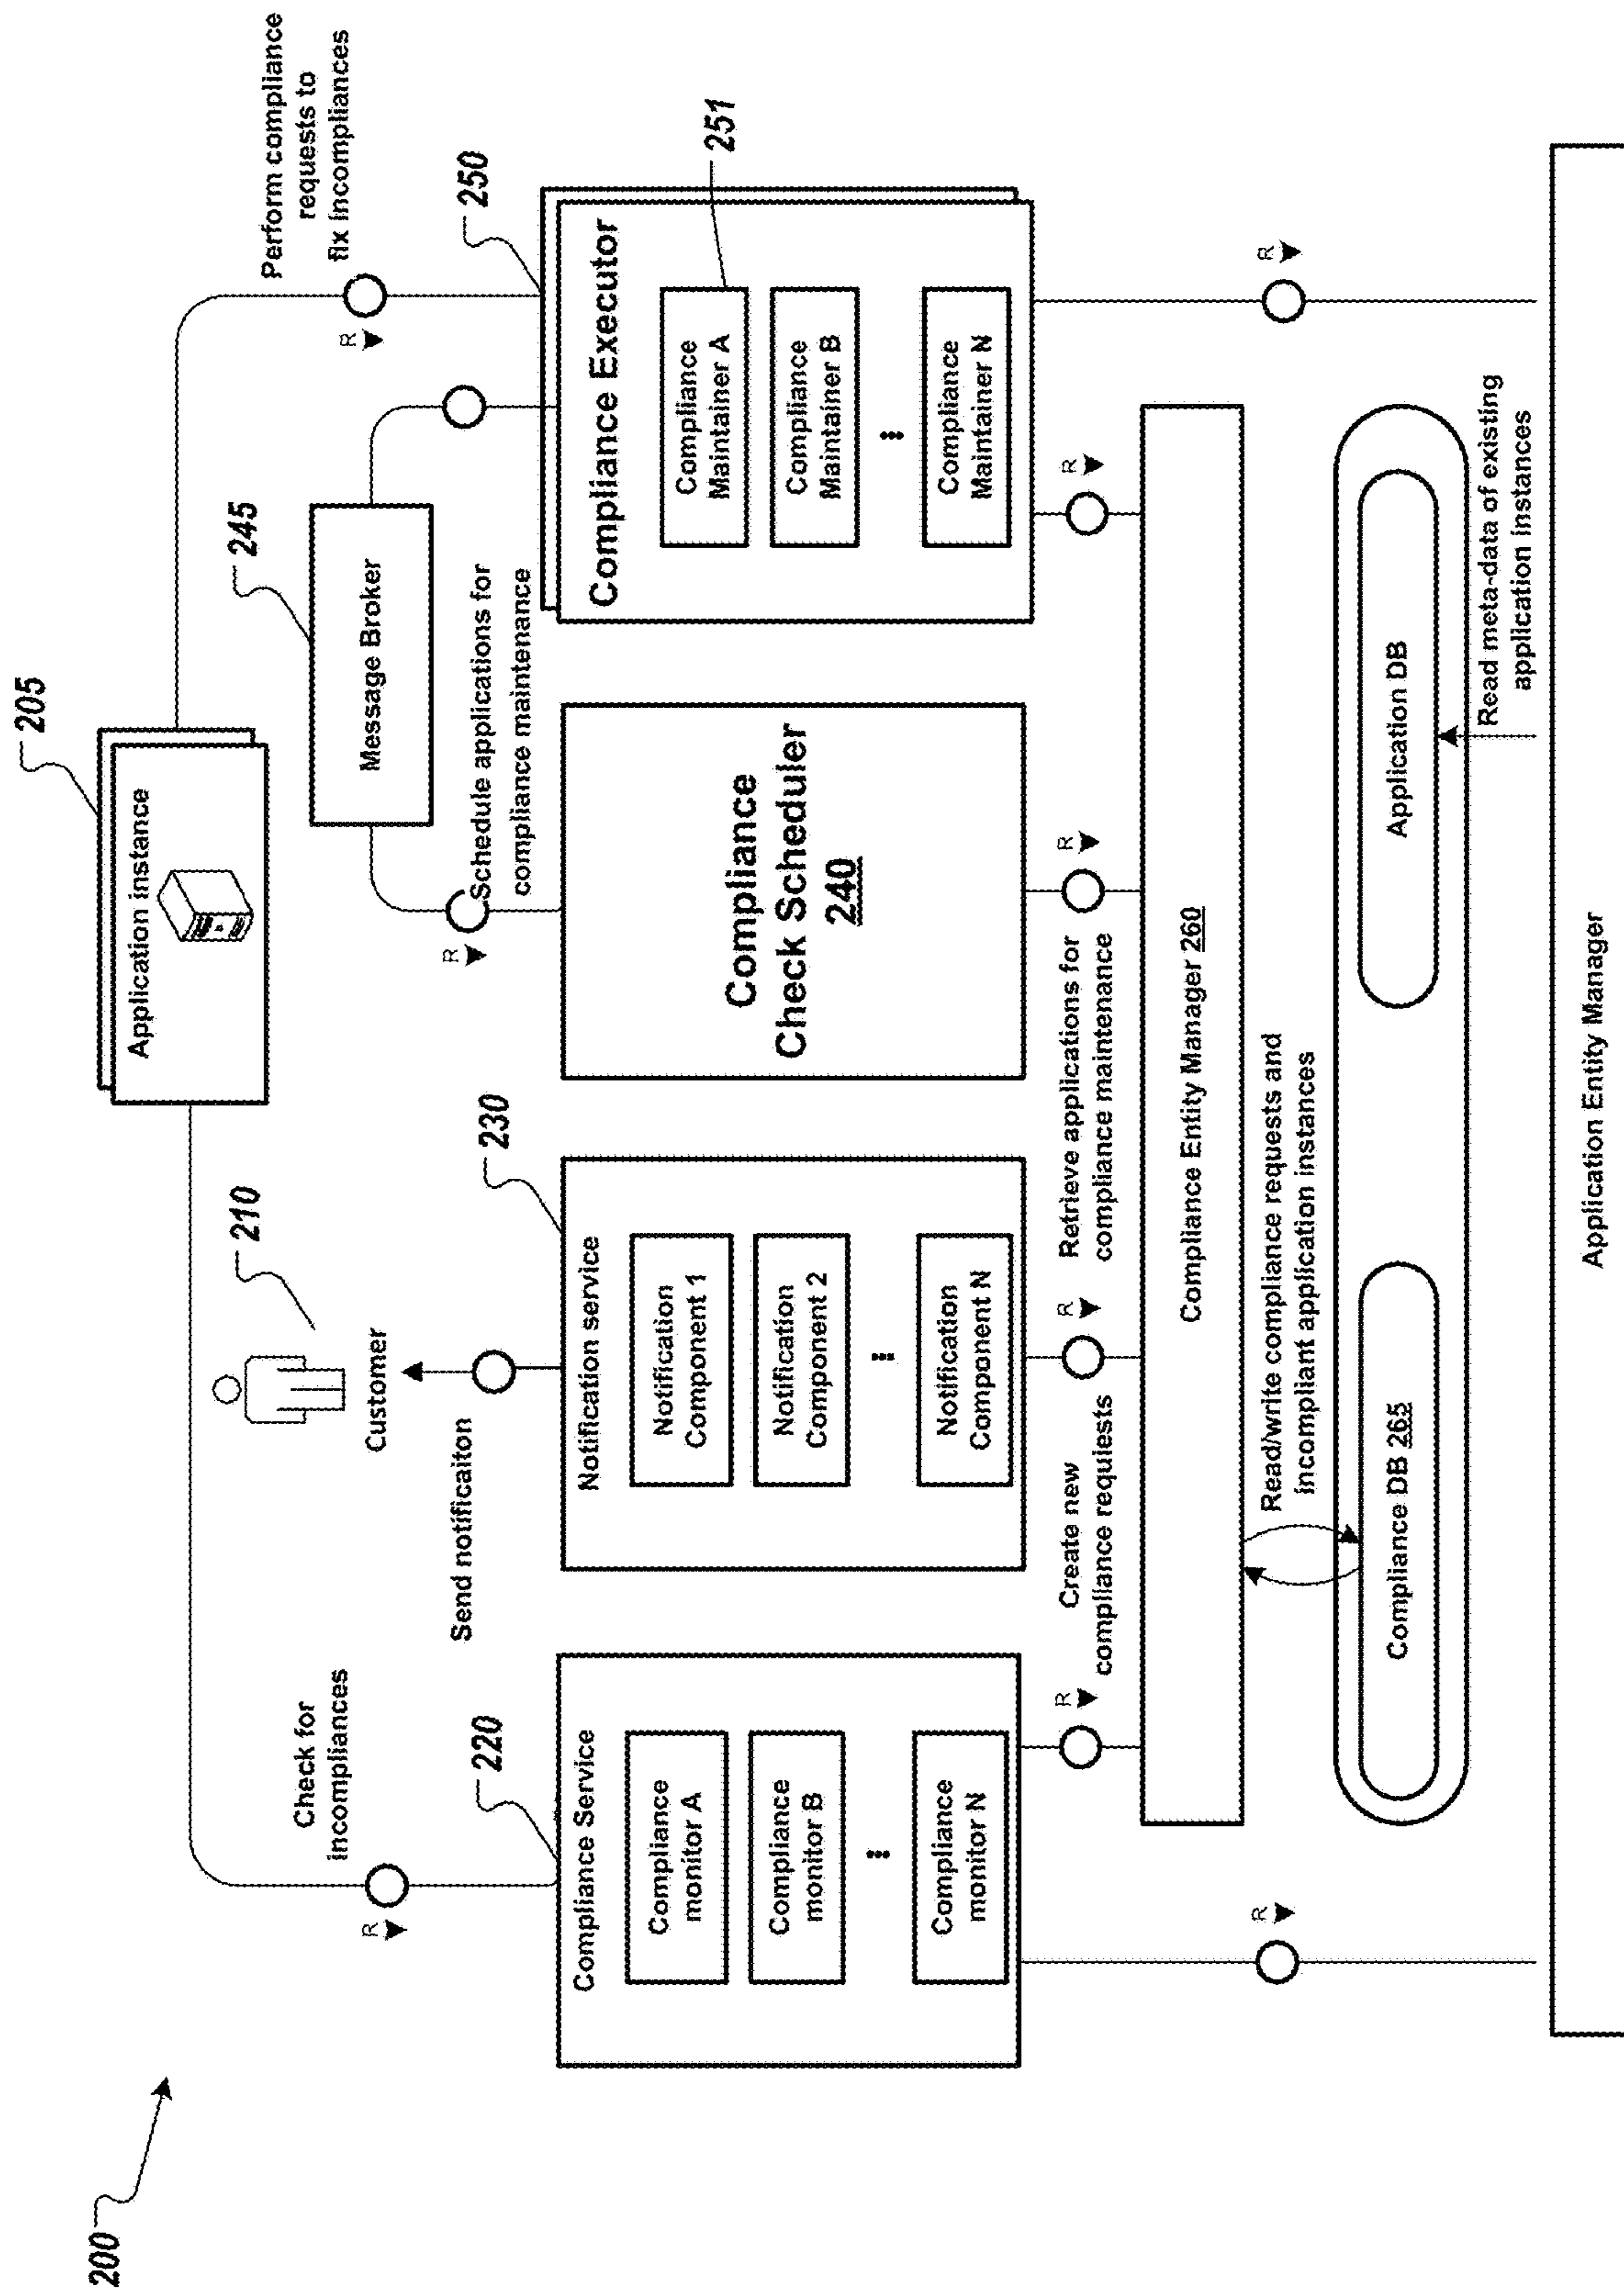 200
205
Application instance
210
Customer
Check for
incompliances
Send notificaiton
245
Message Broker
Schedule applications for
compliance maintenance
Perform compliance
requests to
fix incompliances
R
R
R
220
Compliance Service
Compliance
monitor A
Compliance
monitor B
...
Compliance
monitor N
230
Notification service
Notification
Component 1
Notification
Component 2
...
Notification
Component N
Compliance
Check Scheduler
240
250
Compliance Executor
251
Compliance
Maintainer A
Compliance
Maintainer B
...
Compliance
Maintainer N
R
Create new
compliance requiests
R
Retrieve applications for
compliance maintenance
R
R
Compliance Entity Manager 260
R
Read/write compliance requests and
incompliant application instances
R
Compliance DB 265
Application DB
Read meta-data of existing
application instances
Application Entity Manager